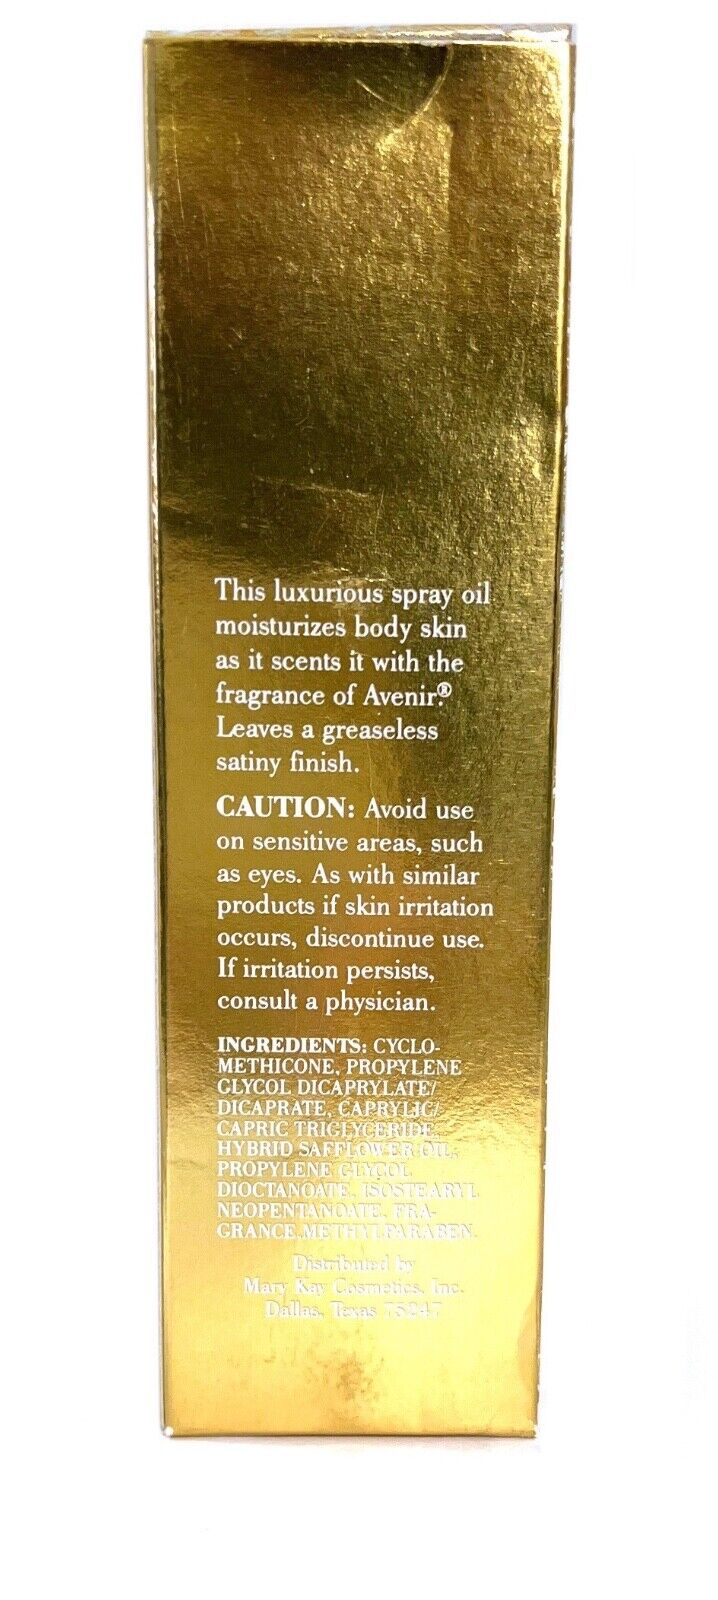 This luxurious spray oil
moisturizes body skin
as it scents it with the
fragrance of Avenir.®
Leaves a greaseless
satiny finish.
CAUTION: Avoid use
on sensitive areas, such
as eyes. As with similar
products if skin irritation
occurs, discontinue use.
If irritation persists,
consult a physician.
INGREDIENTS: CYCLO-
METHICONE, PROPYLENE
GLYCOL DICAPRYLATE/
DICAPRATE, CAPRYLIC/
CAPRIC TRIGLYCERIDE,
HYBRID SAFFLOWER OIL,
PROPYLENE GLYCOL
DIOCTANOATE, ISOSTEARYL
NEOPENTANOATE, FRA-
GRANCE,METHYLPARABEN.
Distributed by
Mary Kay Cosmetics, Inc.
Dallas, Texas 75247